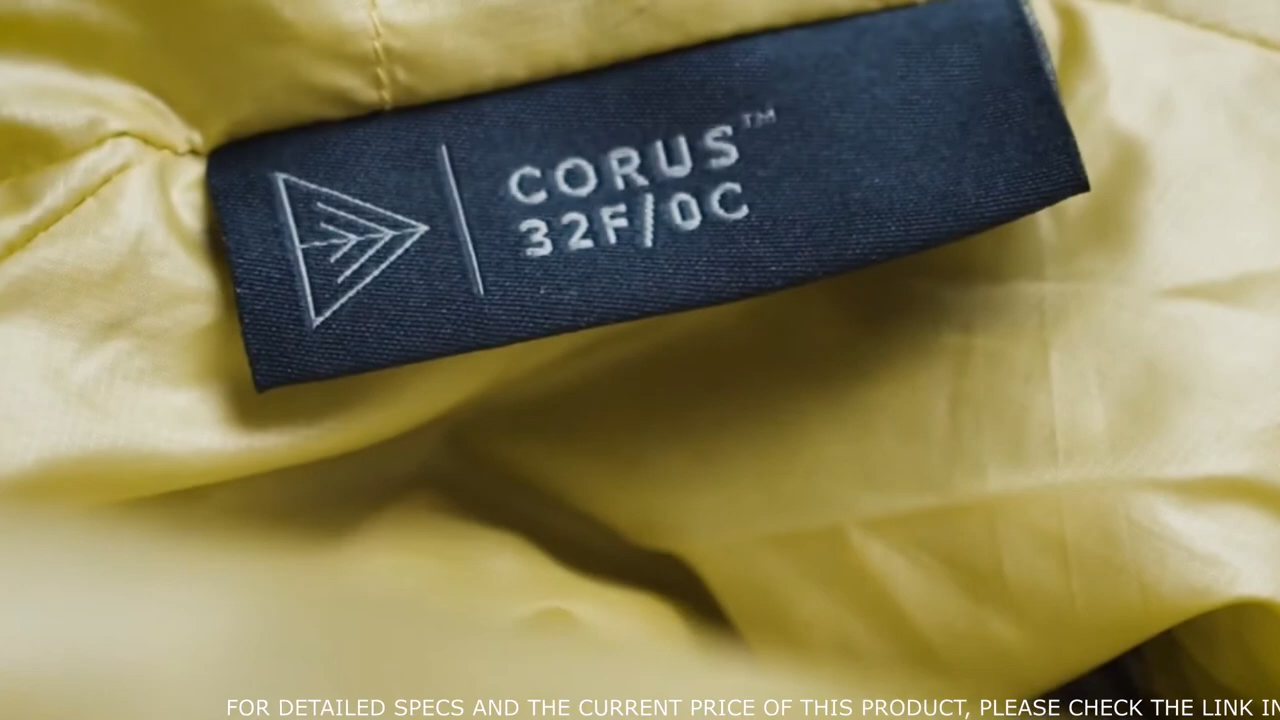 CORUS™
32F/0C
FOR DETAILED SPECS AND THE CURRENT PRICE OF THIS PRODUCT, PLEASE CHECK THE LINK IN